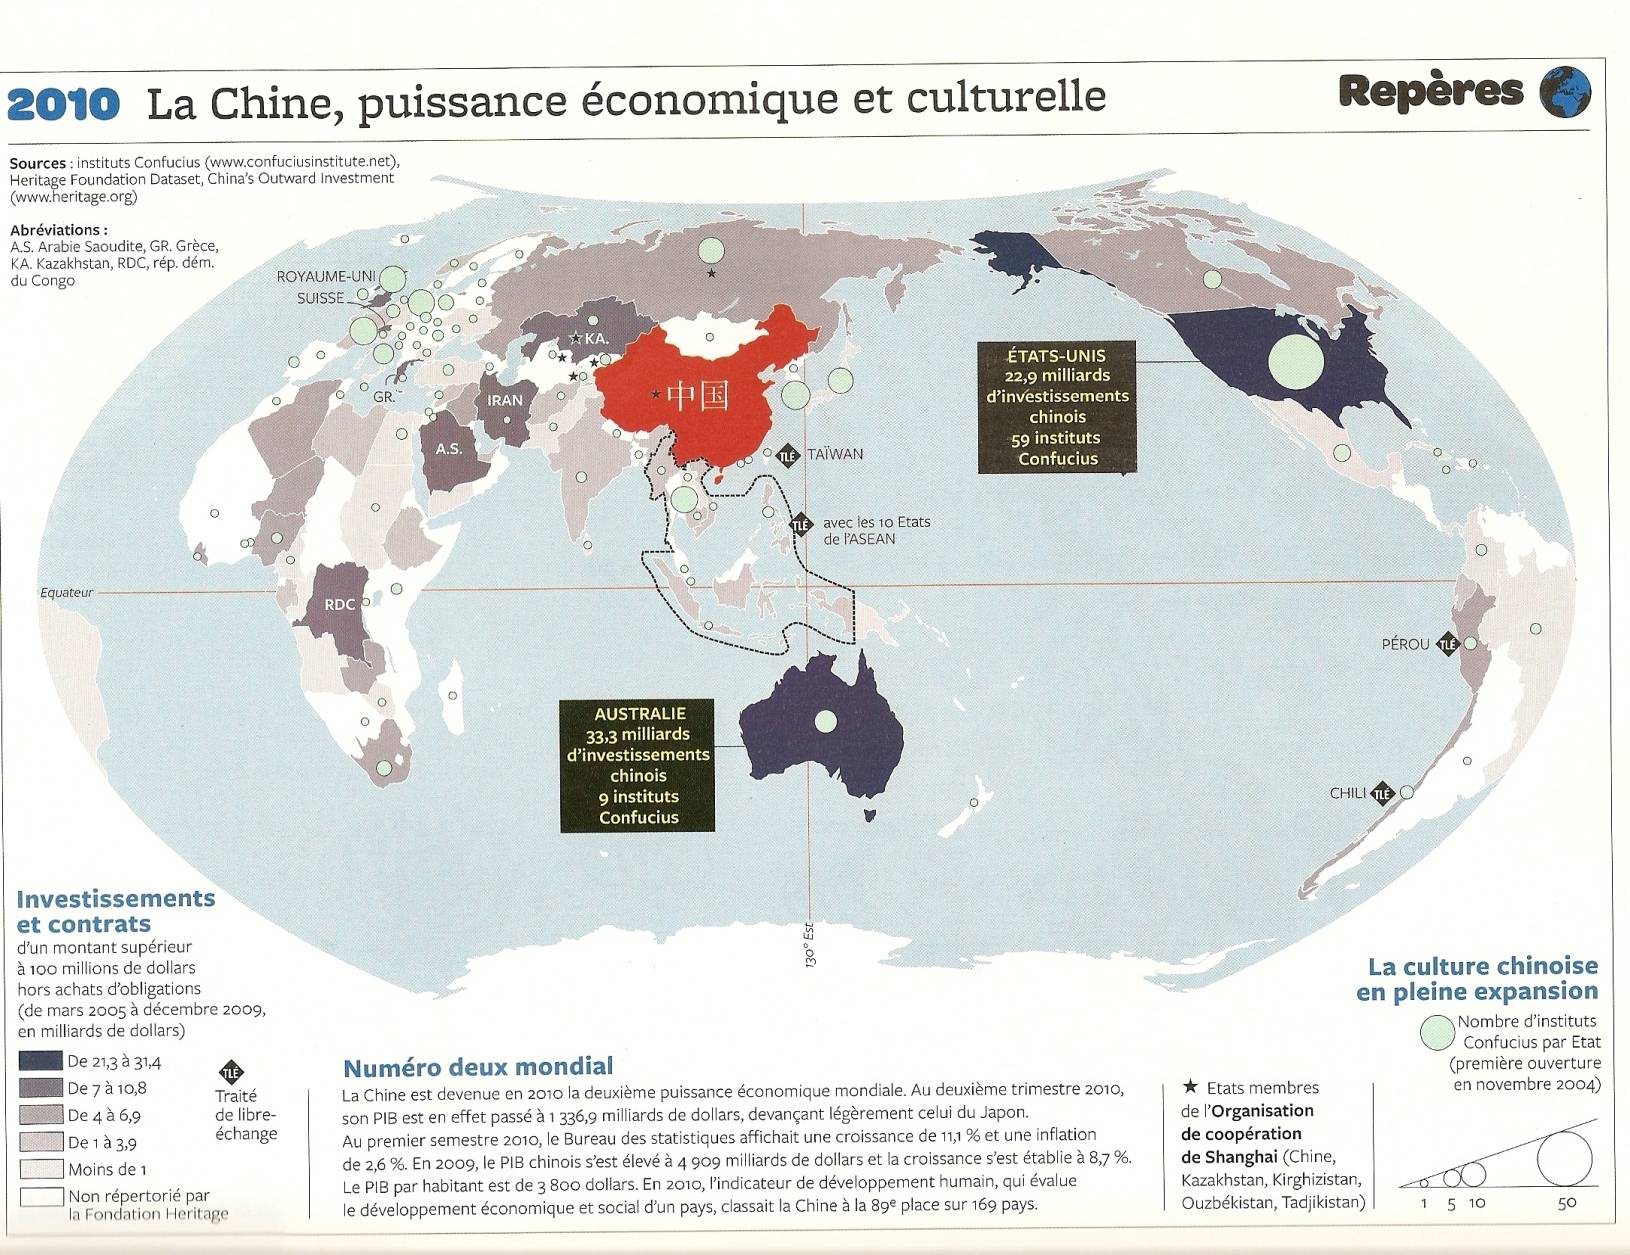 2010 La Chine, puissance économique et culturelle
Repères
Sources : instituts Confucius (www.confuciusinstitute.net),
Heritage Foundation Dataset, China's Outward Investment
(www.heritage.org)
Abréviations :
A.S. Arabie Saoudite, GR. Grèce,
KA. Kazakhstan, RDC, rép. dém.
du Congo
ROYAUME-UNI
SUISSE
KA.
GR.
IRAN
A.S.
中国
TLÉ TAÏWAN
TLÉ avec les 10 Etats
de l'ASEAN
ÉTATS-UNIS
22,9 milliards
d'investissements
chinois
59 instituts
Confucius
Equateur
RDC
PÉROU TLÉ
AUSTRALIE
33,3 milliards
d'investissements
chinois
9 instituts
Confucius
CHILI TLÉ
130° Est
Investissements
et contrats
d'un montant supérieur
à 100 millions de dollars
hors achats d'obligations
(de mars 2005 à décembre 2009,
en milliards de dollars)
De 21,3 à 31,4
De 7 à 10,8
De 4 à 6,9
De 1 à 3,9
Moins de 1
Non répertorié par
la Fondation Heritage
TLÉ
Traité
de libre-
échange
Numéro deux mondial
La Chine est devenue en 2010 la deuxième puissance économique mondiale. Au deuxième trimestre 2010,
son PIB est en effet passé à 1 336,9 milliards de dollars, devançant légèrement celui du Japon.
Au premier semestre 2010, le Bureau des statistiques affichait une croissance de 11,1 % et une inflation
de 2,6 %. En 2009, le PIB chinois s'est élevé à 4 909 milliards de dollars et la croissance s'est établie à 8,7 %.
Le PIB par habitant est de 3 800 dollars. En 2010, l'indicateur de développement humain, qui évalue
le développement économique et social d'un pays, classait la Chine à la 89e place sur 169 pays.
★ Etats membres
de l'Organisation
de coopération
de Shanghai (Chine,
Kazakhstan, Kirghizistan,
Ouzbékistan, Tadjikistan)
La culture chinoise
en pleine expansion
Nombre d'instituts
Confucius par Etat
(première ouverture
en novembre 2004)
1 5 10 50